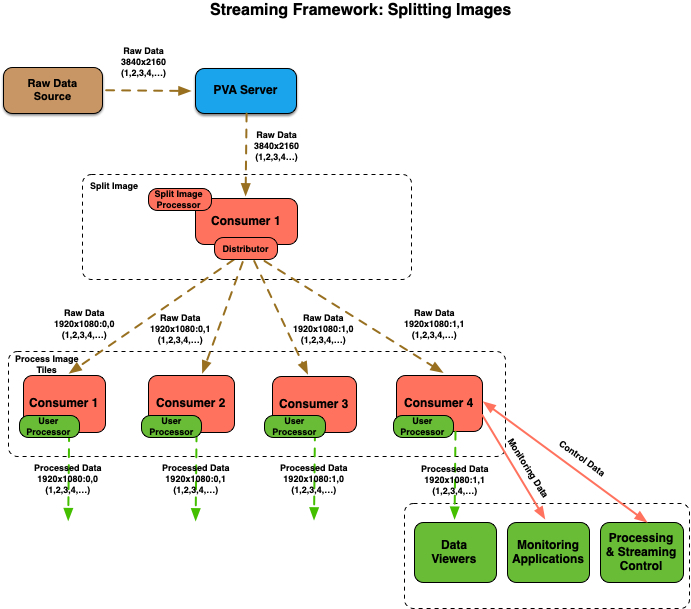 Streaming Framework: Splitting Images
Raw Data
3840x2160
(1,2,3,4,...)
Raw Data
Source
PVA Server
Raw Data
3840x2160
(1,2,3,4...)
Split Image
Split Image
Processor
Consumer 1
Distributor
Raw Data
1920x1080:0,0
(1,2,3,4,...)
Raw Data
1920x1080:0,1
(1,2,3,4,...)
Raw Data
1920x1080:1,0
(1,2,3,4,...)
Raw Data
1920x1080:1,1
(1,2,3,4,...)
Process Image
Tiles
Consumer 1
User
Processor
Consumer 2
User
Processor
Consumer 3
User
Processor
Consumer 4
User
Processor
Processed Data
1920x1080:0,0
(1,2,3,4,...)
Processed Data
1920x1080:0,1
(1,2,3,4,...)
Processed Data
1920x1080:1,0
(1,2,3,4,...)
Processed Data
1920x1080:1,1
(1,2,3,4,...)
Monitoring Data
Control Data
Data
Viewers
Monitoring
Applications
Processing
& Streaming
Control